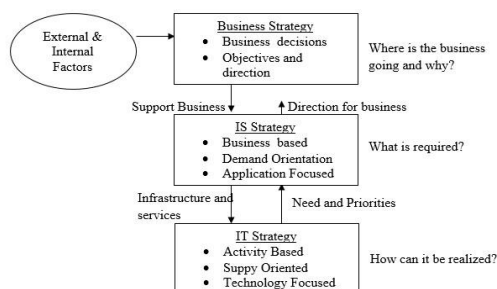 External &
Internal
Factors
Business Strategy
• Business decisions
• Objectives and
direction
Where is the business
going and why?
Support Business
Direction for business
IS Strategy
• Business based
• Demand Orientation
• Application Focused
What is required?
Infrastructure and
services
Need and Priorities
IT Strategy
• Activity Based
• Suppy Oriented
• Technology Focused
How can it be realized?